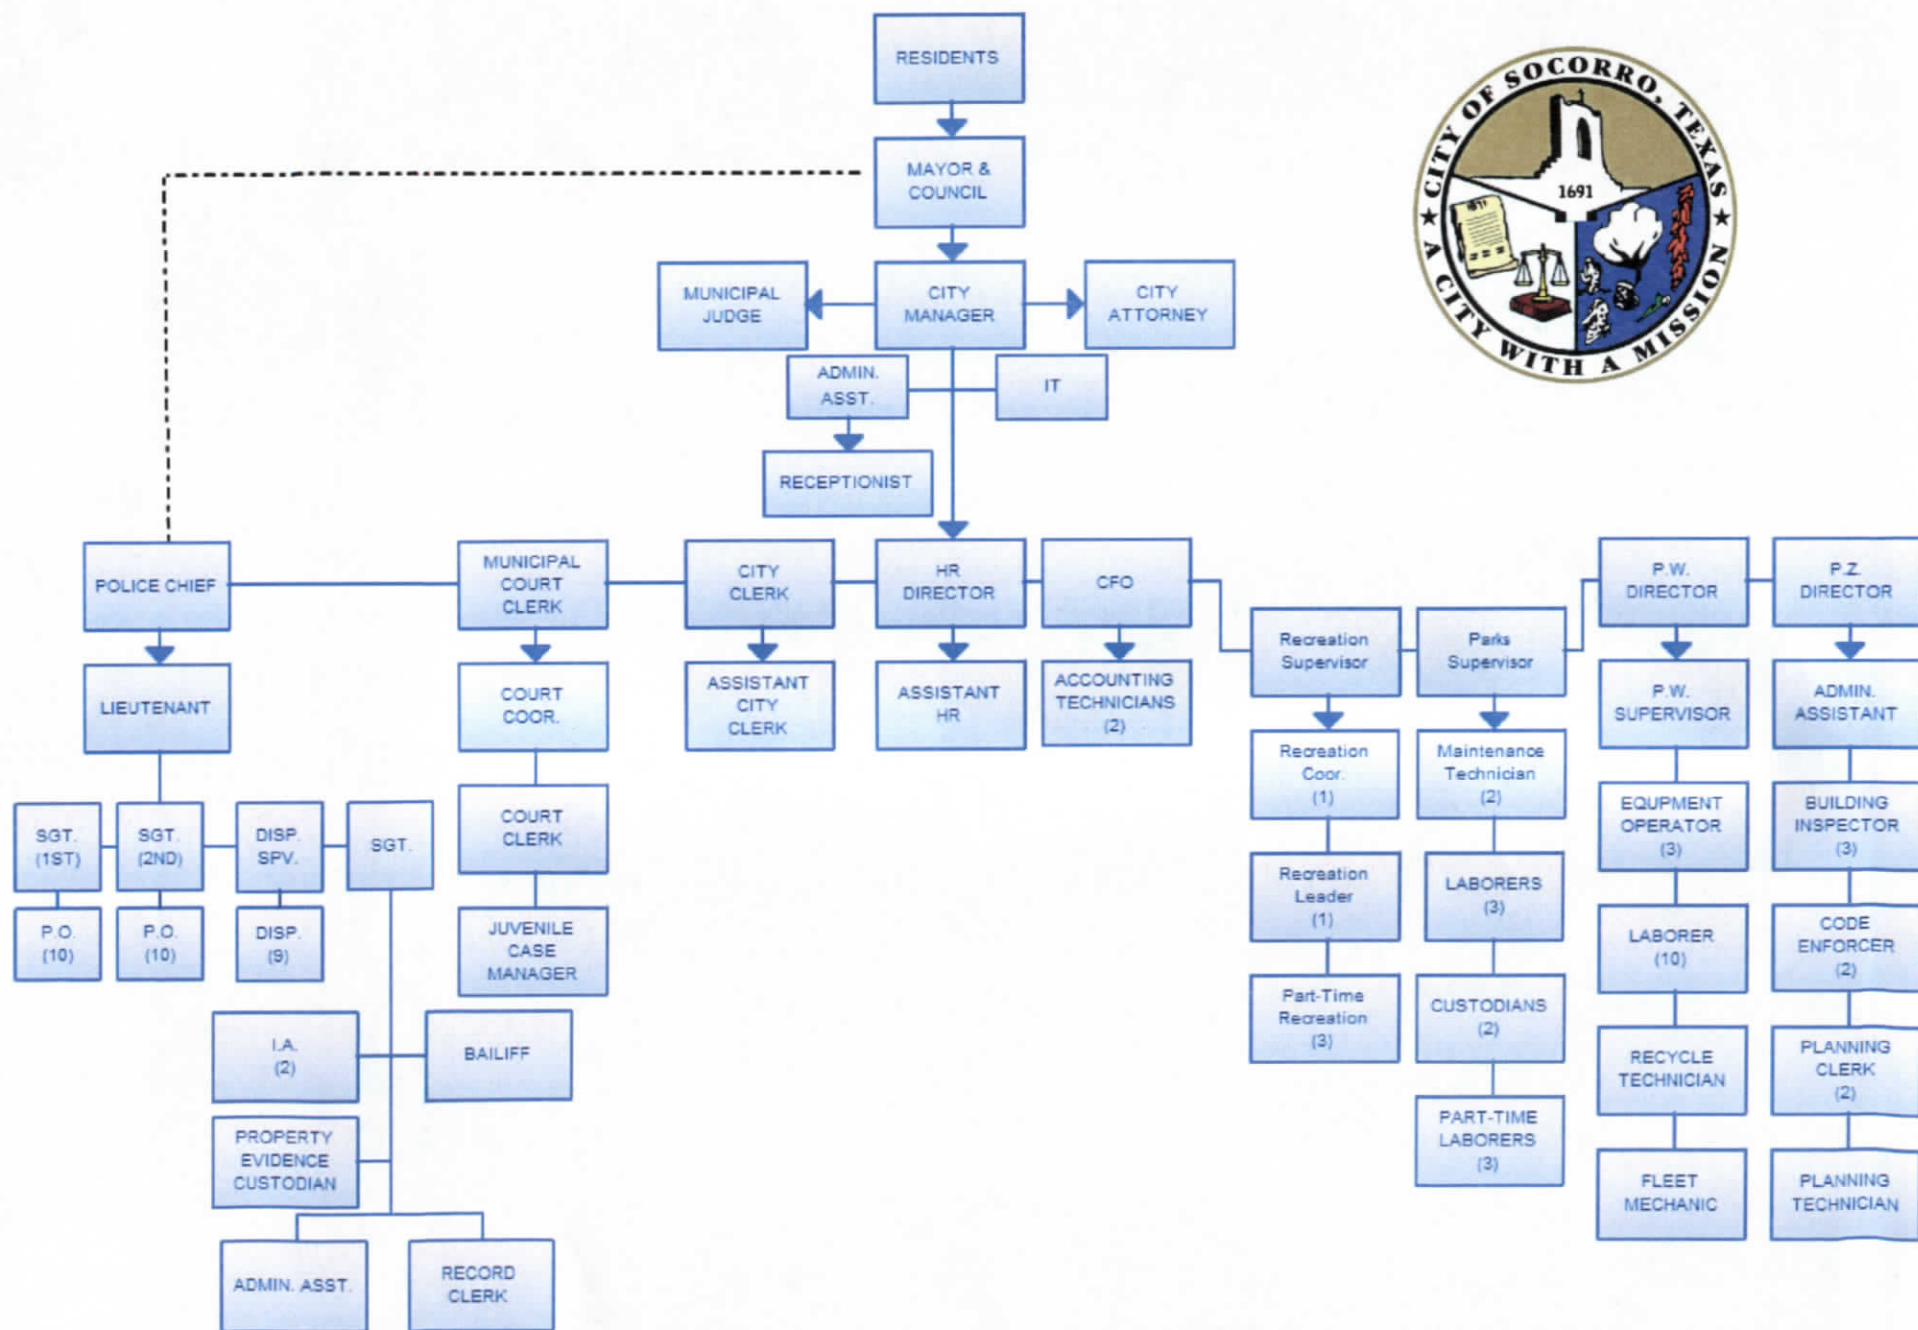 RESIDENTS
MAYOR &
COUNCIL
CITY OF SOCORRO, TEXAS
1691
A CITY WITH A MISSION
MUNICIPAL
JUDGE
CITY
MANAGER
CITY
ATTORNEY
ADMIN.
ASST.
IT
RECEPTIONIST
POLICE CHIEF
MUNICIPAL
COURT
CLERK
CITY
CLERK
HR
DIRECTOR
CFO
Recreation
Supervisor
Parks
Supervisor
P.W.
DIRECTOR
P.Z.
DIRECTOR
LIEUTENANT
COURT
COOR.
ASSISTANT
CITY
CLERK
ASSISTANT
HR
ACCOUNTING
TECHNICIANS
(2)
P.W.
SUPERVISOR
ADMIN.
ASSISTANT
Recreation
Coor.
(1)
Maintenance
Technician
(2)
SGT.
(1ST)
SGT.
(2ND)
DISP.
SPV.
SGT.
COURT
CLERK
EQUPMENT
OPERATOR
(3)
BUILDING
INSPECTOR
(3)
Recreation
Leader
(1)
LABORERS
(3)
P.O.
(10)
P.O.
(10)
DISP.
(9)
JUVENILE
CASE
MANAGER
LABORER
(10)
CODE
ENFORCER
(2)
Part-Time
Recreation
(3)
CUSTODIANS
(2)
I.A.
(2)
BAILIFF
RECYCLE
TECHNICIAN
PLANNING
CLERK
(2)
PART-TIME
LABORERS
(3)
PROPERTY
EVIDENCE
CUSTODIAN
FLEET
MECHANIC
PLANNING
TECHNICIAN
ADMIN. ASST.
RECORD
CLERK